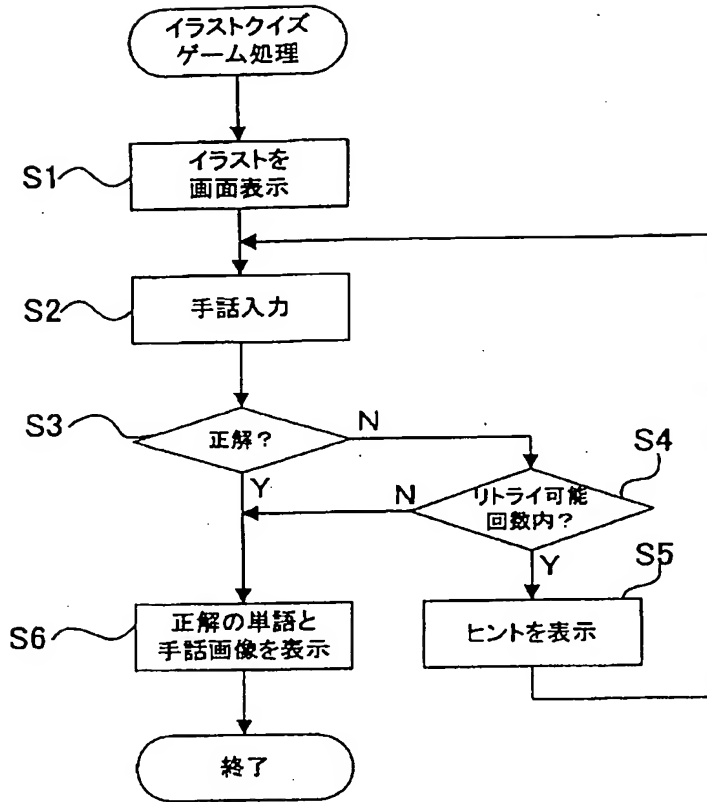 イラストクイズ
ゲーム処理
S1
イラストを
画面表示
S2
手話入力
S3
正解？
N
Y
S4
リトライ可能
回数内？
N
Y
S5
ヒントを表示
S6
正解の単語と
手話画像を表示
終了